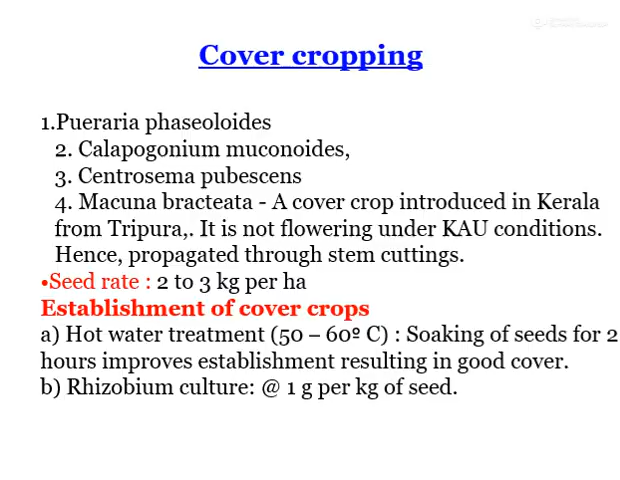 Cover cropping
1.Pueraria phaseoloides
2. Calapogonium muconoides,
3. Centrosema pubescens
4. Macuna bracteata - A cover crop introduced in Kerala
from Tripura,. It is not flowering under KAU conditions.
Hence, propagated through stem cuttings.
•Seed rate : 2 to 3 kg per ha
Establishment of cover crops
a) Hot water treatment (50 – 60º C) : Soaking of seeds for 2
hours improves establishment resulting in good cover.
b) Rhizobium culture: @ 1 g per kg of seed.